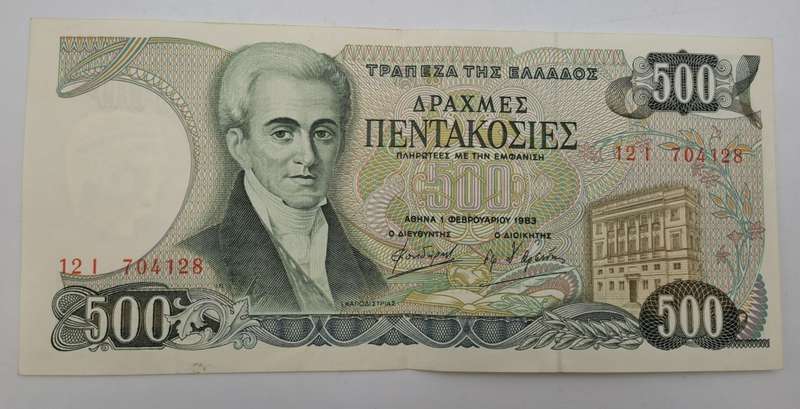 ΤΡΑΠΕΖΑ ΤΗΣ ΕΛΛΑΔΟΣ
500
ΔΡΑΧΜΕΣ
ΠΕΝΤΑΚΟΣΙΕΣ
ΠΛΗΡΩΤΕΕΣ ΜΕ ΤΗΝ ΕΜΦΑΝΙΣΗ
12 Ι 704128
500
ΑΘΗΝΑ 1 ΦΕΒΡΟΥΑΡΙΟΥ 1983
Ο ΔΙΕΥΘΥΝΤΗΣ Ο ΔΙΟΙΚΗΤΗΣ
12 Ι 704128
Ι.ΚΑΠΟΔΙΣΤΡΙΑΣ
500
500